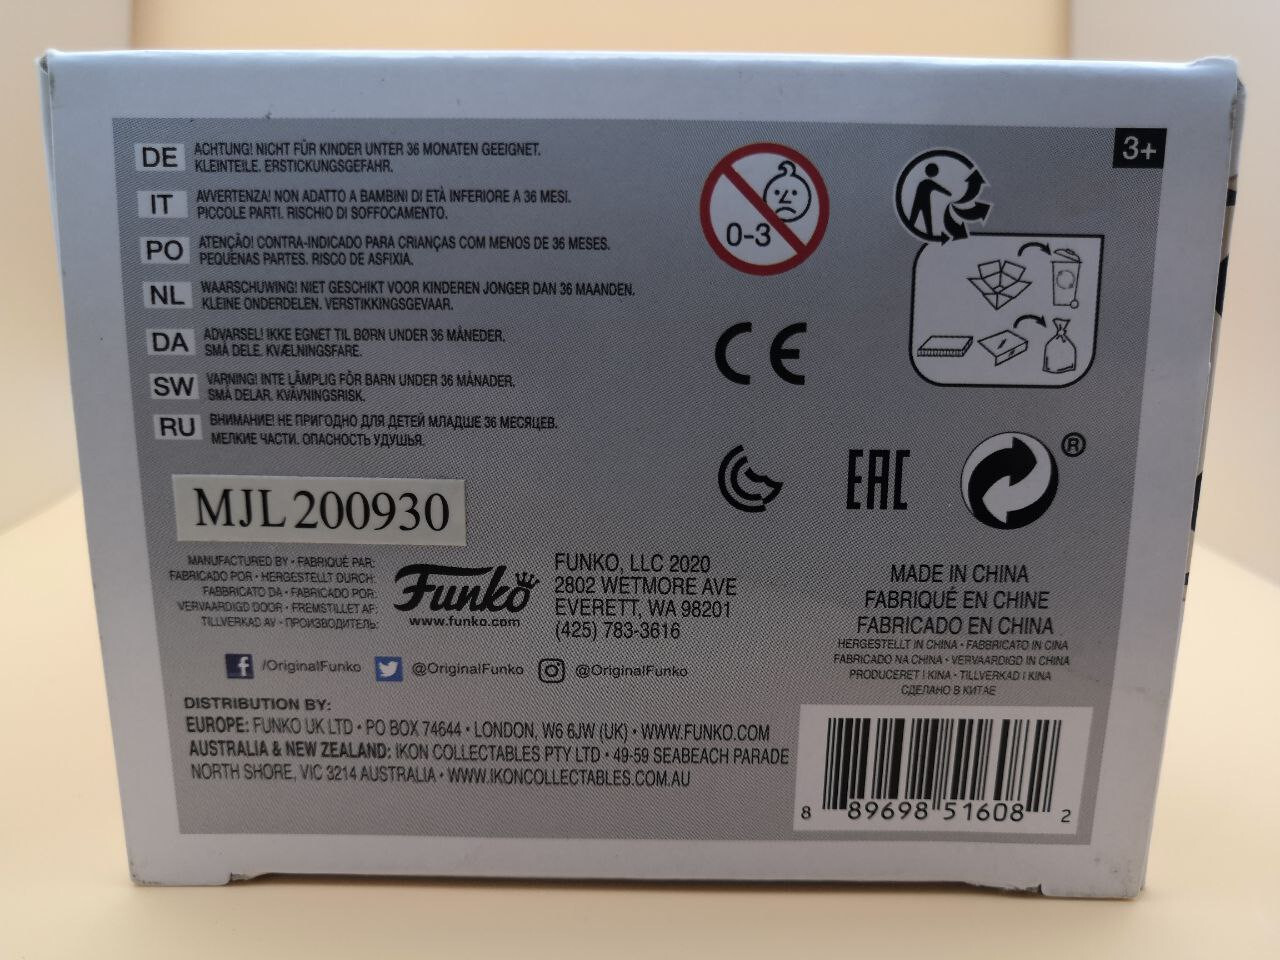 3+
DE ACHTUNG! NICHT FÜR KINDER UNTER 36 MONATEN GEEIGNET.
KLEINTEILE. ERSTICKUNGSGEFAHR.
IT AVVERTENZA! NON ADATTO A BAMBINI DI ETÀ INFERIORE A 36 MESI.
PICCOLE PARTI. RISCHIO DI SOFFOCAMENTO.
PO ATENÇÃO! CONTRA-INDICADO PARA CRIANÇAS COM MENOS DE 36 MESES.
PEQUENAS PARTES. RISCO DE ASFIXIA.
NL WAARSCHUWING! NIET GESCHIKT VOOR KINDEREN JONGER DAN 36 MAANDEN.
KLEINE ONDERDELEN. VERSTIKKINGSGEVAAR.
DA ADVARSEL! IKKE EGNET TIL BØRN UNDER 36 MÅNEDER.
SMÅ DELE. KVÆLNINGSFARE.
SW VARNING! INTE LÄMPLIG FÖR BARN UNDER 36 MÅNADER.
SMÅ DELAR. KVÄVNINGSRISK.
RU ВНИМАНИЕ! НЕ ПРИГОДНО ДЛЯ ДЕТЕЙ МЛАДШЕ 36 МЕСЯЦЕВ.
МЕЛКИЕ ЧАСТИ. ОПАСНОСТЬ УДУШЬЯ.
0-3
CE
EAC
®
MJL200930
MANUFACTURED BY • FABRIQUÉ PAR:
FABRICADO POR • HERGESTELLT DURCH:
FABBRICATO DA • FABRICADO POR:
VERVAARDIGD DOOR • FREMSTILLET AF:
TILLVERKAD AV • ПРОИЗВОДИТЕЛЬ:
Funko
www.funko.com
FUNKO, LLC 2020
2802 WETMORE AVE
EVERETT, WA 98201
(425) 783-3616
MADE IN CHINA
FABRIQUÉ EN CHINE
FABRICADO EN CHINA
HERGESTELLT IN CHINA • FABBRICATO IN CINA
FABRICADO NA CHINA • VERVAARDIGD IN CHINA
PRODUCERET I KINA • TILLVERKAD I KINA
СДЕЛАНО В КИТАЕ
f /OriginalFunko @OriginalFunko @OriginalFunko
DISTRIBUTION BY:
EUROPE: FUNKO UK LTD • PO BOX 74644 • LONDON, W6 6JW (UK) • WWW.FUNKO.COM
AUSTRALIA & NEW ZEALAND: IKON COLLECTABLES PTY LTD • 49-59 SEABEACH PARADE
NORTH SHORE, VIC 3214 AUSTRALIA • WWW.IKONCOLLECTABLES.COM.AU
8 89698 51608 2